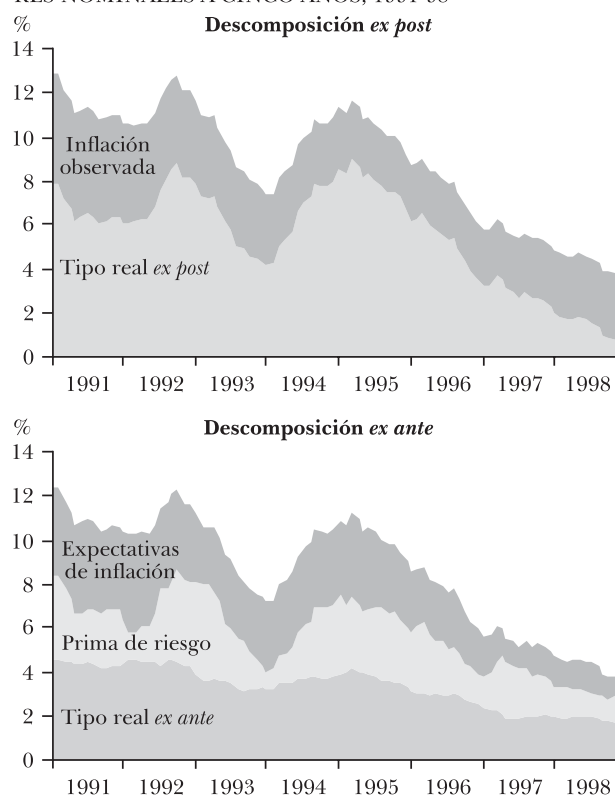 RES NOMINALES A CINCO AÑOS, 1991-98
%
Descomposición ex post
14
12
10
8
6
4
2
0
Inflación
observada
Tipo real ex post
1991 1992 1993 1994 1995 1996 1997 1998
%
Descomposición ex ante
14
12
10
8
6
4
2
0
Expectativas
de inflación
Prima de riesgo
Tipo real ex ante
1991 1992 1993 1994 1995 1996 1997 1998